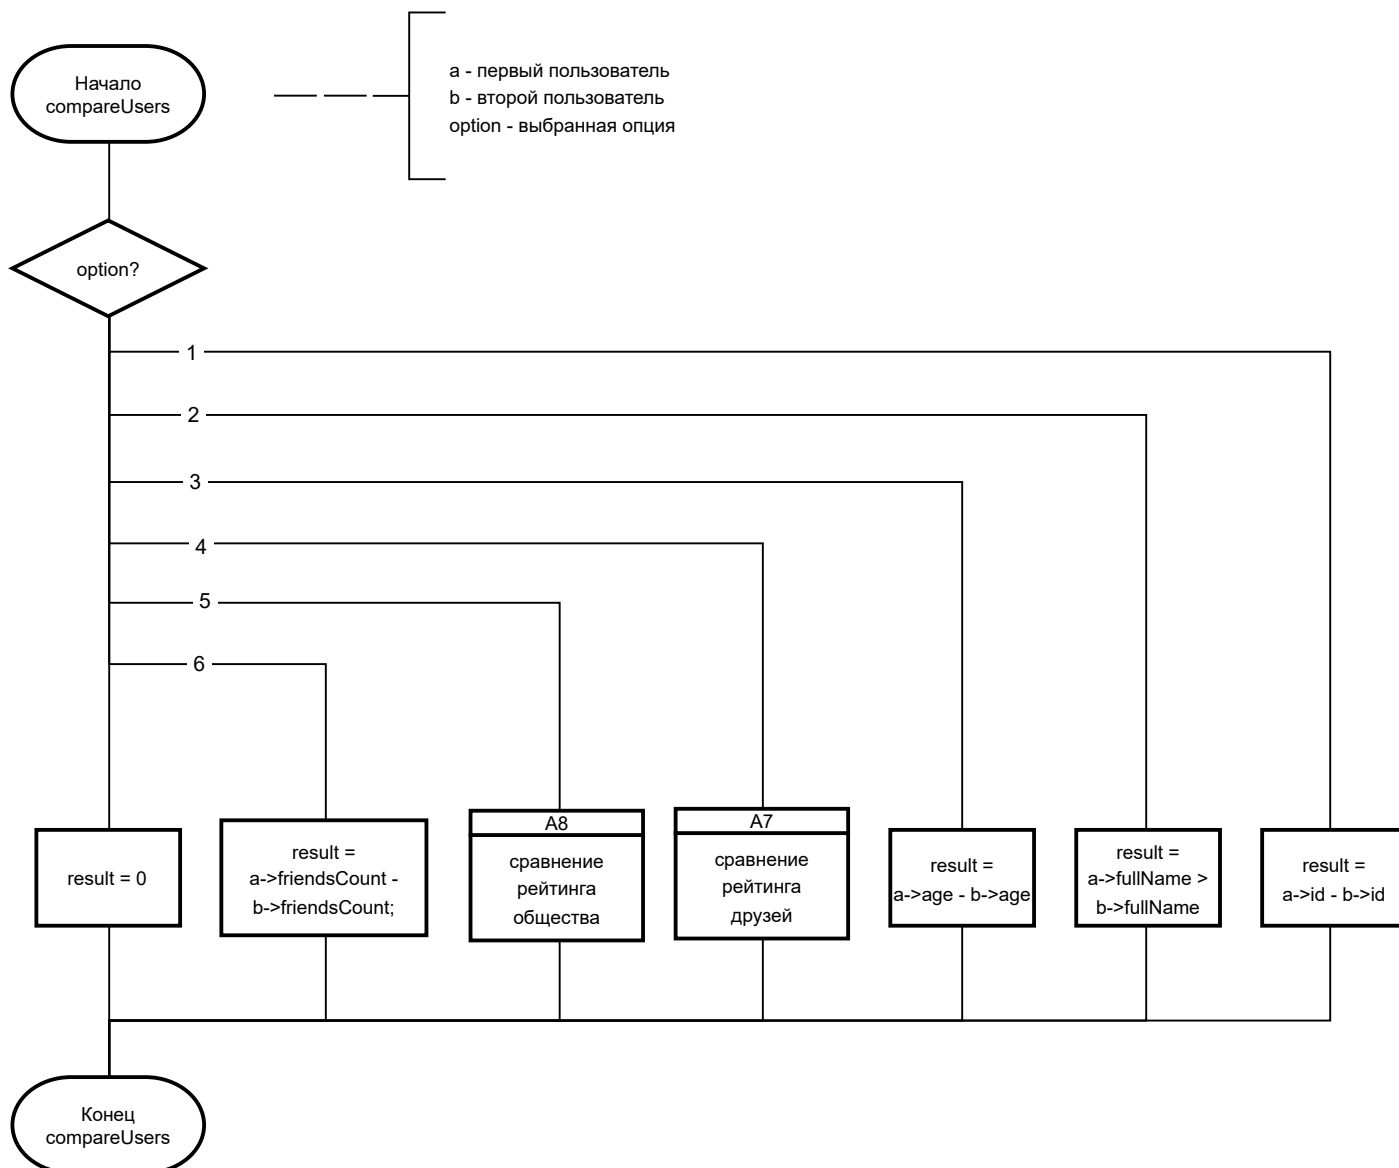 Начало
compareUsers
a - первый пользователь
b - второй пользователь
option - выбранная опция
option?
1
2
3
4
5
6
result = 0
result =
a->friendsCount -
b->friendsCount;
A8
сравнение
рейтинга
общества
A7
сравнение
рейтинга
друзей
result =
a->age - b->age
result =
a->fullName >
b->fullName
result =
a->id - b->id
Конец
compareUsers